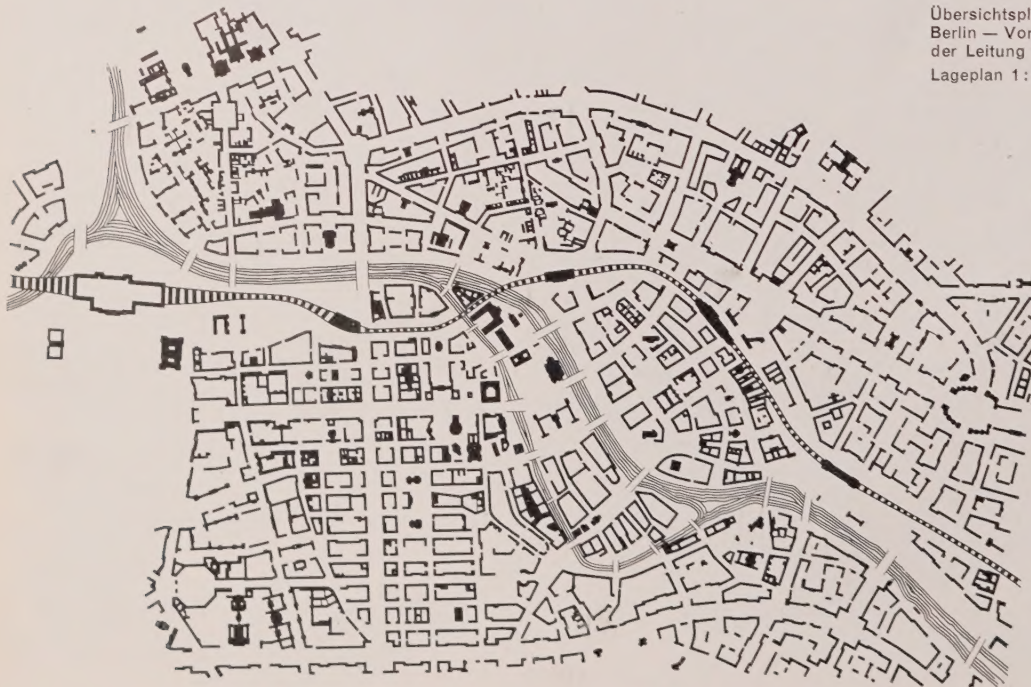 Übersichtspl
Berlin — Vor
der Leitung
Lageplan 1: